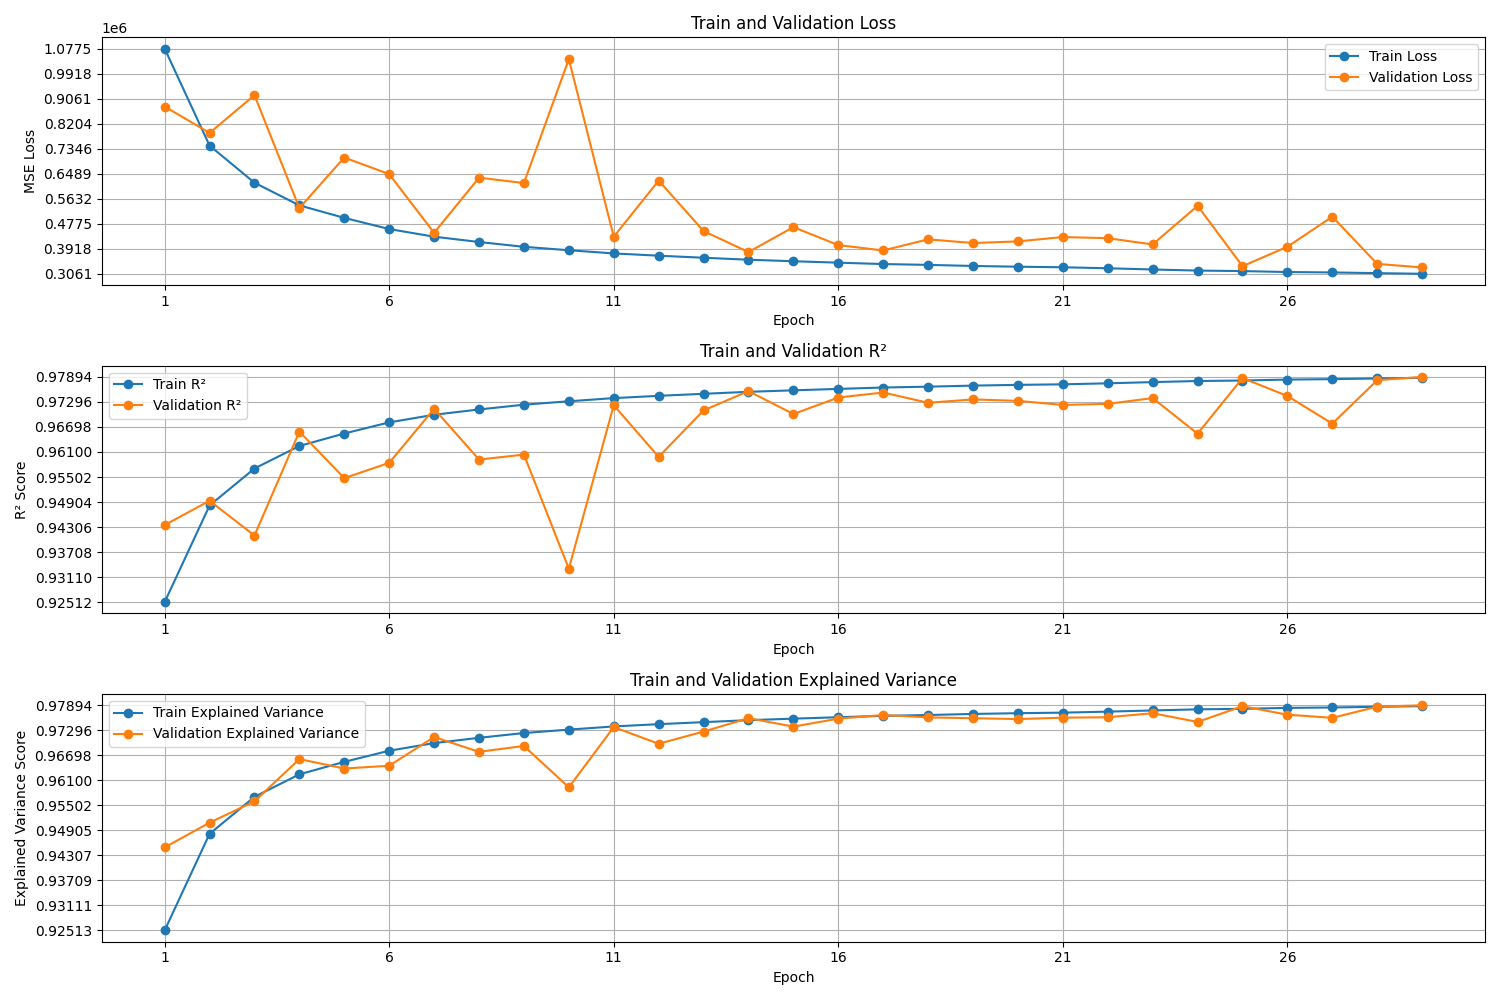 Train and Validation Loss
1e6
1.0775
0.9918
0.9061
0.8204
0.7346
0.6489
0.5632
0.4775
0.3918
0.3061
MSE Loss
Train Loss
Validation Loss
1 6 11 16 21 26
Epoch
Train and Validation R²
0.97894
0.97296
0.96698
0.96100
0.95502
0.94904
0.94306
0.93708
0.93110
0.92512
R² Score
Train R²
Validation R²
1 6 11 16 21 26
Epoch
Train and Validation Explained Variance
0.97894
0.97296
0.96698
0.96100
0.95502
0.94905
0.94307
0.93709
0.93111
0.92513
Explained Variance Score
Train Explained Variance
Validation Explained Variance
1 6 11 16 21 26
Epoch